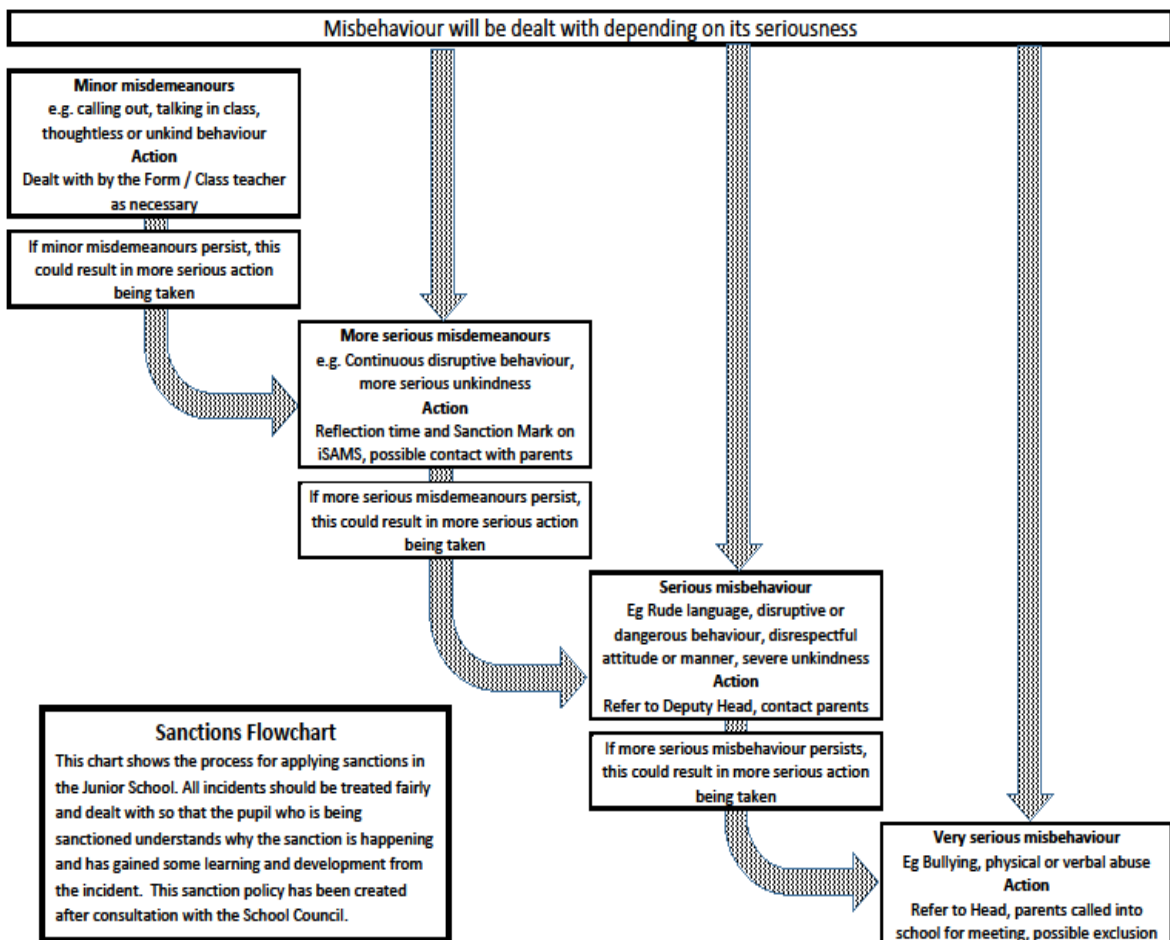 Misbehaviour will be dealt with depending on its seriousness
Minor misdemeanours
e.g. calling out, talking in class,
thoughtless or unkind behaviour
Action
Dealt with by the Form / Class teacher
as necessary
If minor misdemeanours persist, this
could result in more serious action
being taken
More serious misdemeanours
e.g. Continuous disruptive behaviour,
more serious unkindness
Action
Reflection time and Sanction Mark on
iSAMS, possible contact with parents
If more serious misdemeanours persist,
this could result in more serious action
being taken
Serious misbehaviour
Eg Rude language, disruptive or
dangerous behaviour, disrespectful
attitude or manner, severe unkindness
Action
Refer to Deputy Head, contact parents
If more serious misbehaviour persists,
this could result in more serious action
being taken
Very serious misbehaviour
Eg Bullying, physical or verbal abuse
Action
Refer to Head, parents called into
school for meeting, possible exclusion
Sanctions Flowchart
This chart shows the process for applying sanctions in
the Junior School. All incidents should be treated fairly
and dealt with so that the pupil who is being
sanctioned understands why the sanction is happening
and has gained some learning and development from
the incident.  This sanction policy has been created
after consultation with the School Council.